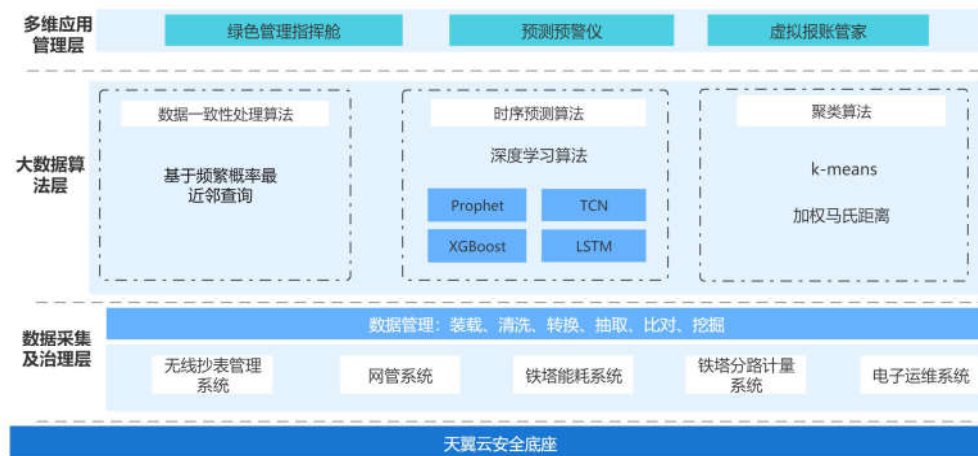 多维应用
管理层
绿色管理指挥舱
预测预警仪
虚拟报账管家
大数据算
法层
数据一致性处理算法
基于频繁概率最
近邻查询
时序预测算法
深度学习算法
Prophet
TCN
XGBoost
LSTM
聚类算法
k-means
加权马氏距离
数据采集
及治理层
数据管理：装载、清洗、转换、抽取、比对、挖掘
无线抄表管理
系统
网管系统
铁塔能耗系统
铁塔分路计量
系统
电子运维系统
天翼云安全底座